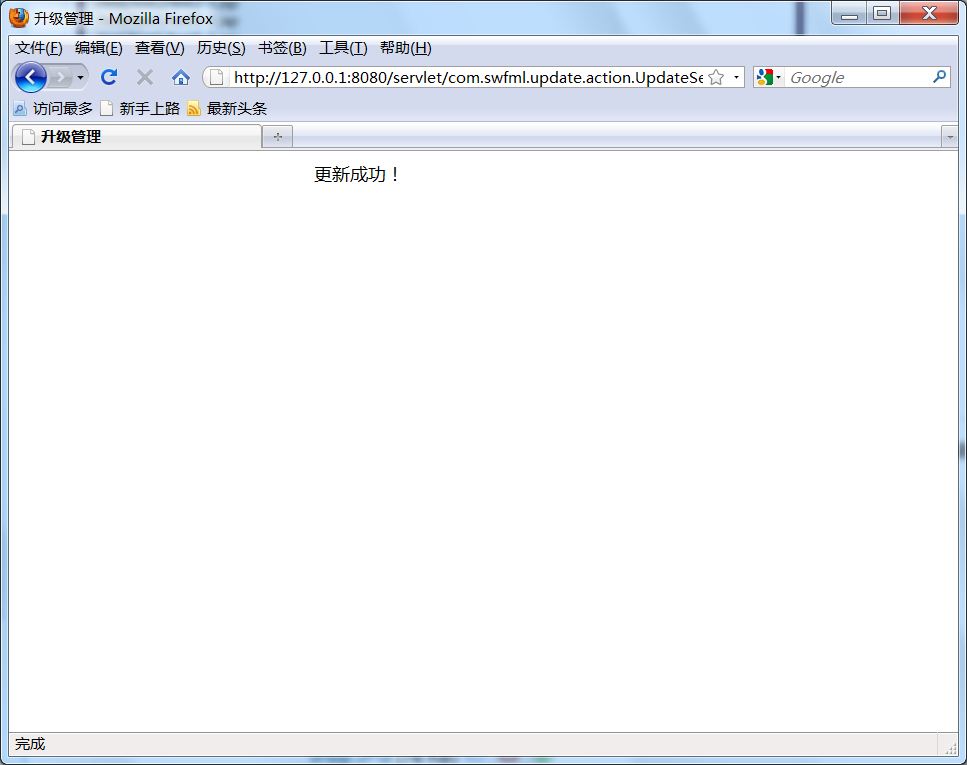 升级管理 - Mozilla Firefox
文件(F) 编辑(E) 查看(V) 历史(S) 书签(B) 工具(T) 帮助(H)
http://127.0.0.1:8080/servlet/com.swfml.update.action.UpdateSe Google
访问最多 新手上路 最新头条
升级管理
更新成功！
完成